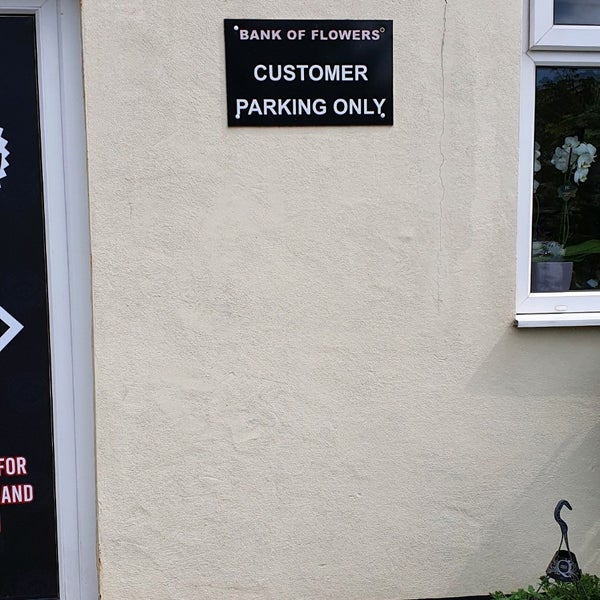 BANK OF FLOWERS
CUSTOMER
PARKING ONLY
FOR
AND